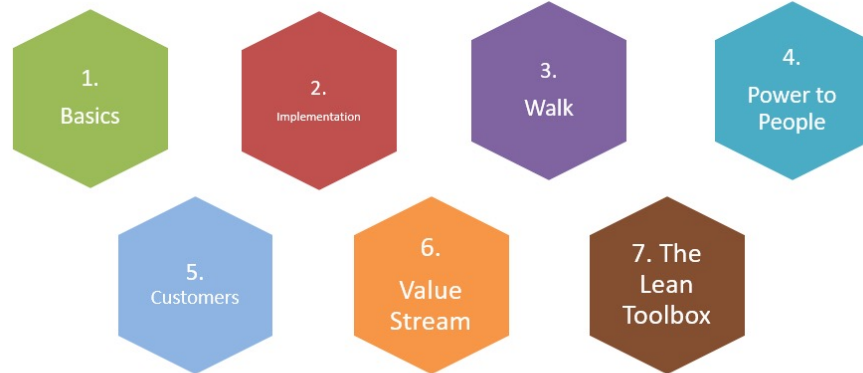 1.
Basics
2.
Implementation
3.
Walk
4.
Power to
People
5.
Customers
6.
Value
Stream
7. The
Lean
Toolbox